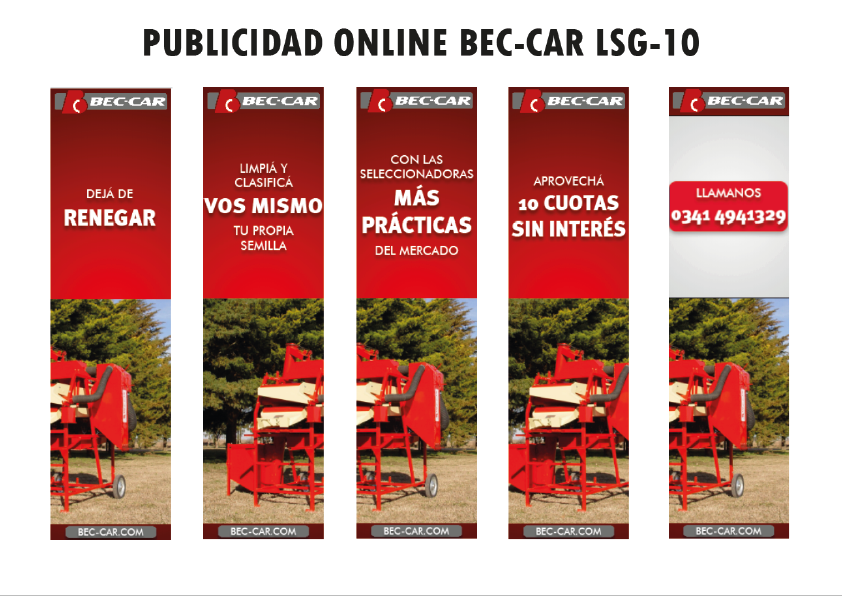 PUBLICIDAD ONLINE BEC-CAR LSG-10
BEC-CAR
DEJÁ DE
RENEGAR
BEC-CAR.COM
BEC-CAR
LIMPIÁ Y
CLASIFICÁ
VOS MISMO
TU PROPIA
SEMILLA
BEC-CAR.COM
BEC-CAR
CON LAS
SELECCIONADORAS
MÁS
PRÁCTICAS
DEL MERCADO
BEC-CAR.COM
BEC-CAR
APROVECHÁ
10 CUOTAS
SIN INTERÉS
BEC-CAR.COM
BEC-CAR
LLAMANOS
0341 4941329
BEC-CAR.COM